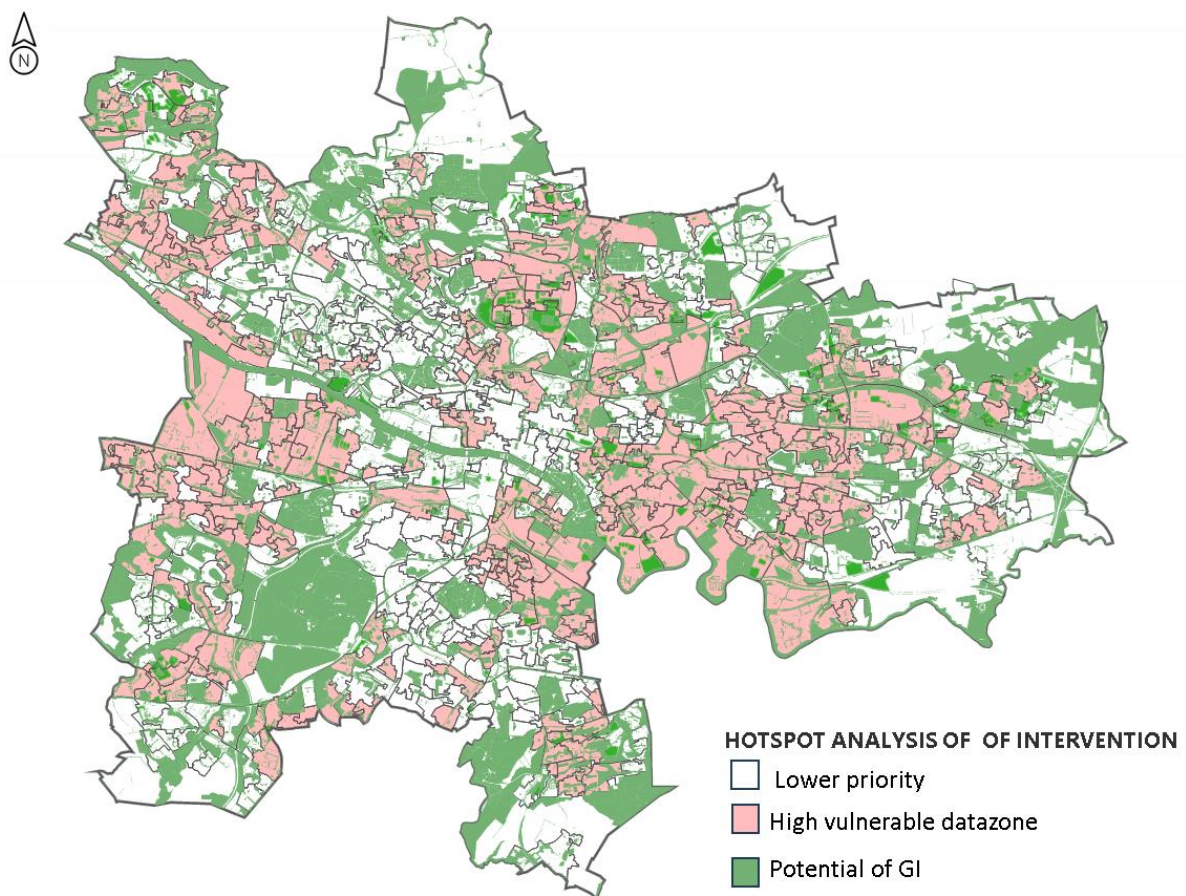 N
HOTSPOT ANALYSIS OF OF INTERVENTION
Lower priority
High vulnerable datazone
Potential of GI